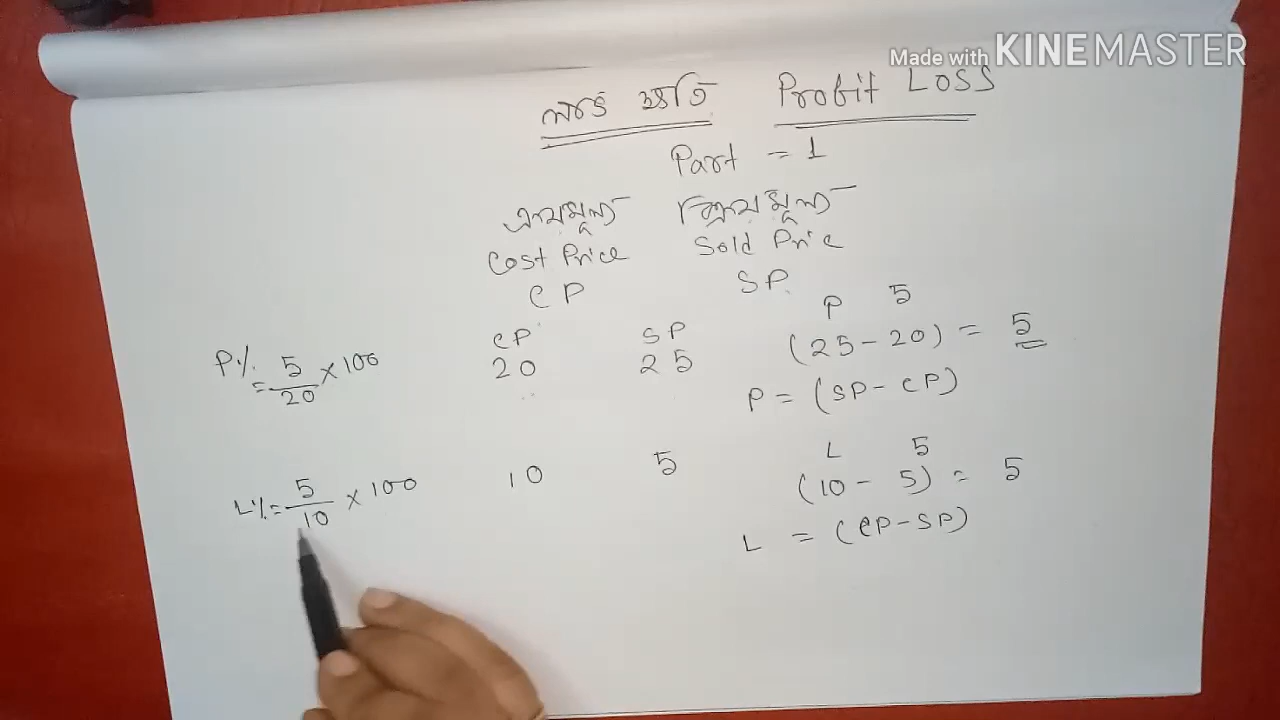 Made with KINEMASTER
লাভ ক্ষতি Profit Loss
Part = 1
ক্রয়মূল্য বিক্রয়মূল্য
Cost Price Sold Price
CP SP
P 5
CP SP (25 - 20) = 5
P% = 5/20 × 100 20 25
P = (SP - CP)
L 5
L% = 5/10 × 100 10 5 (10 - 5) = 5
L = (CP - SP)